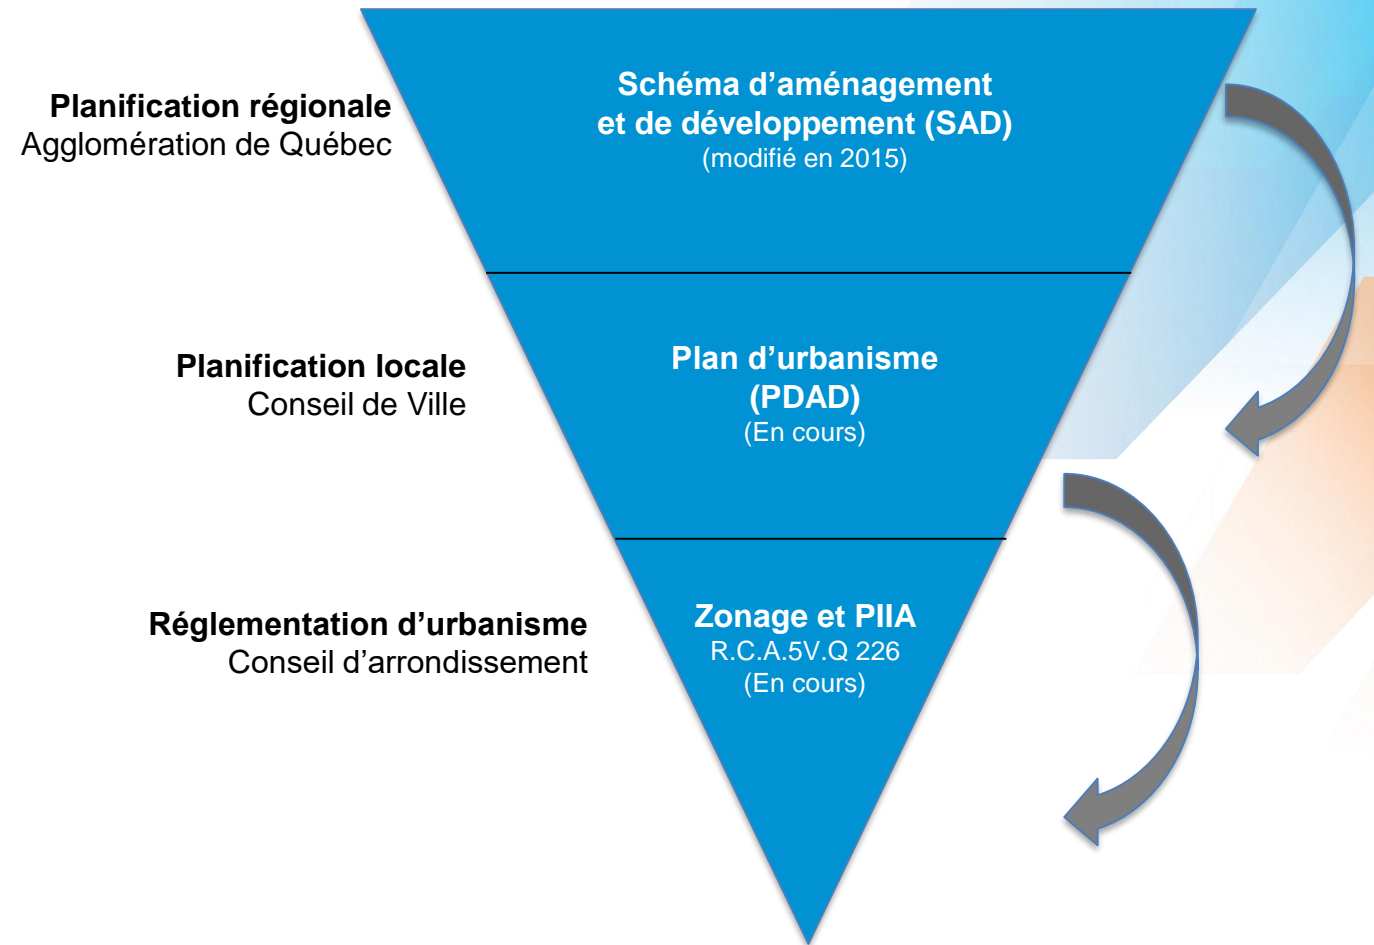 Planification régionale
Agglomération de Québec
Schéma d’aménagement
et de développement (SAD)
(modifié en 2015)
Planification locale
Conseil de Ville
Plan d’urbanisme
(PDAD)
(En cours)
Réglementation d’urbanisme
Conseil d’arrondissement
Zonage et PIIA
R.C.A.5V.Q 226
(En cours)